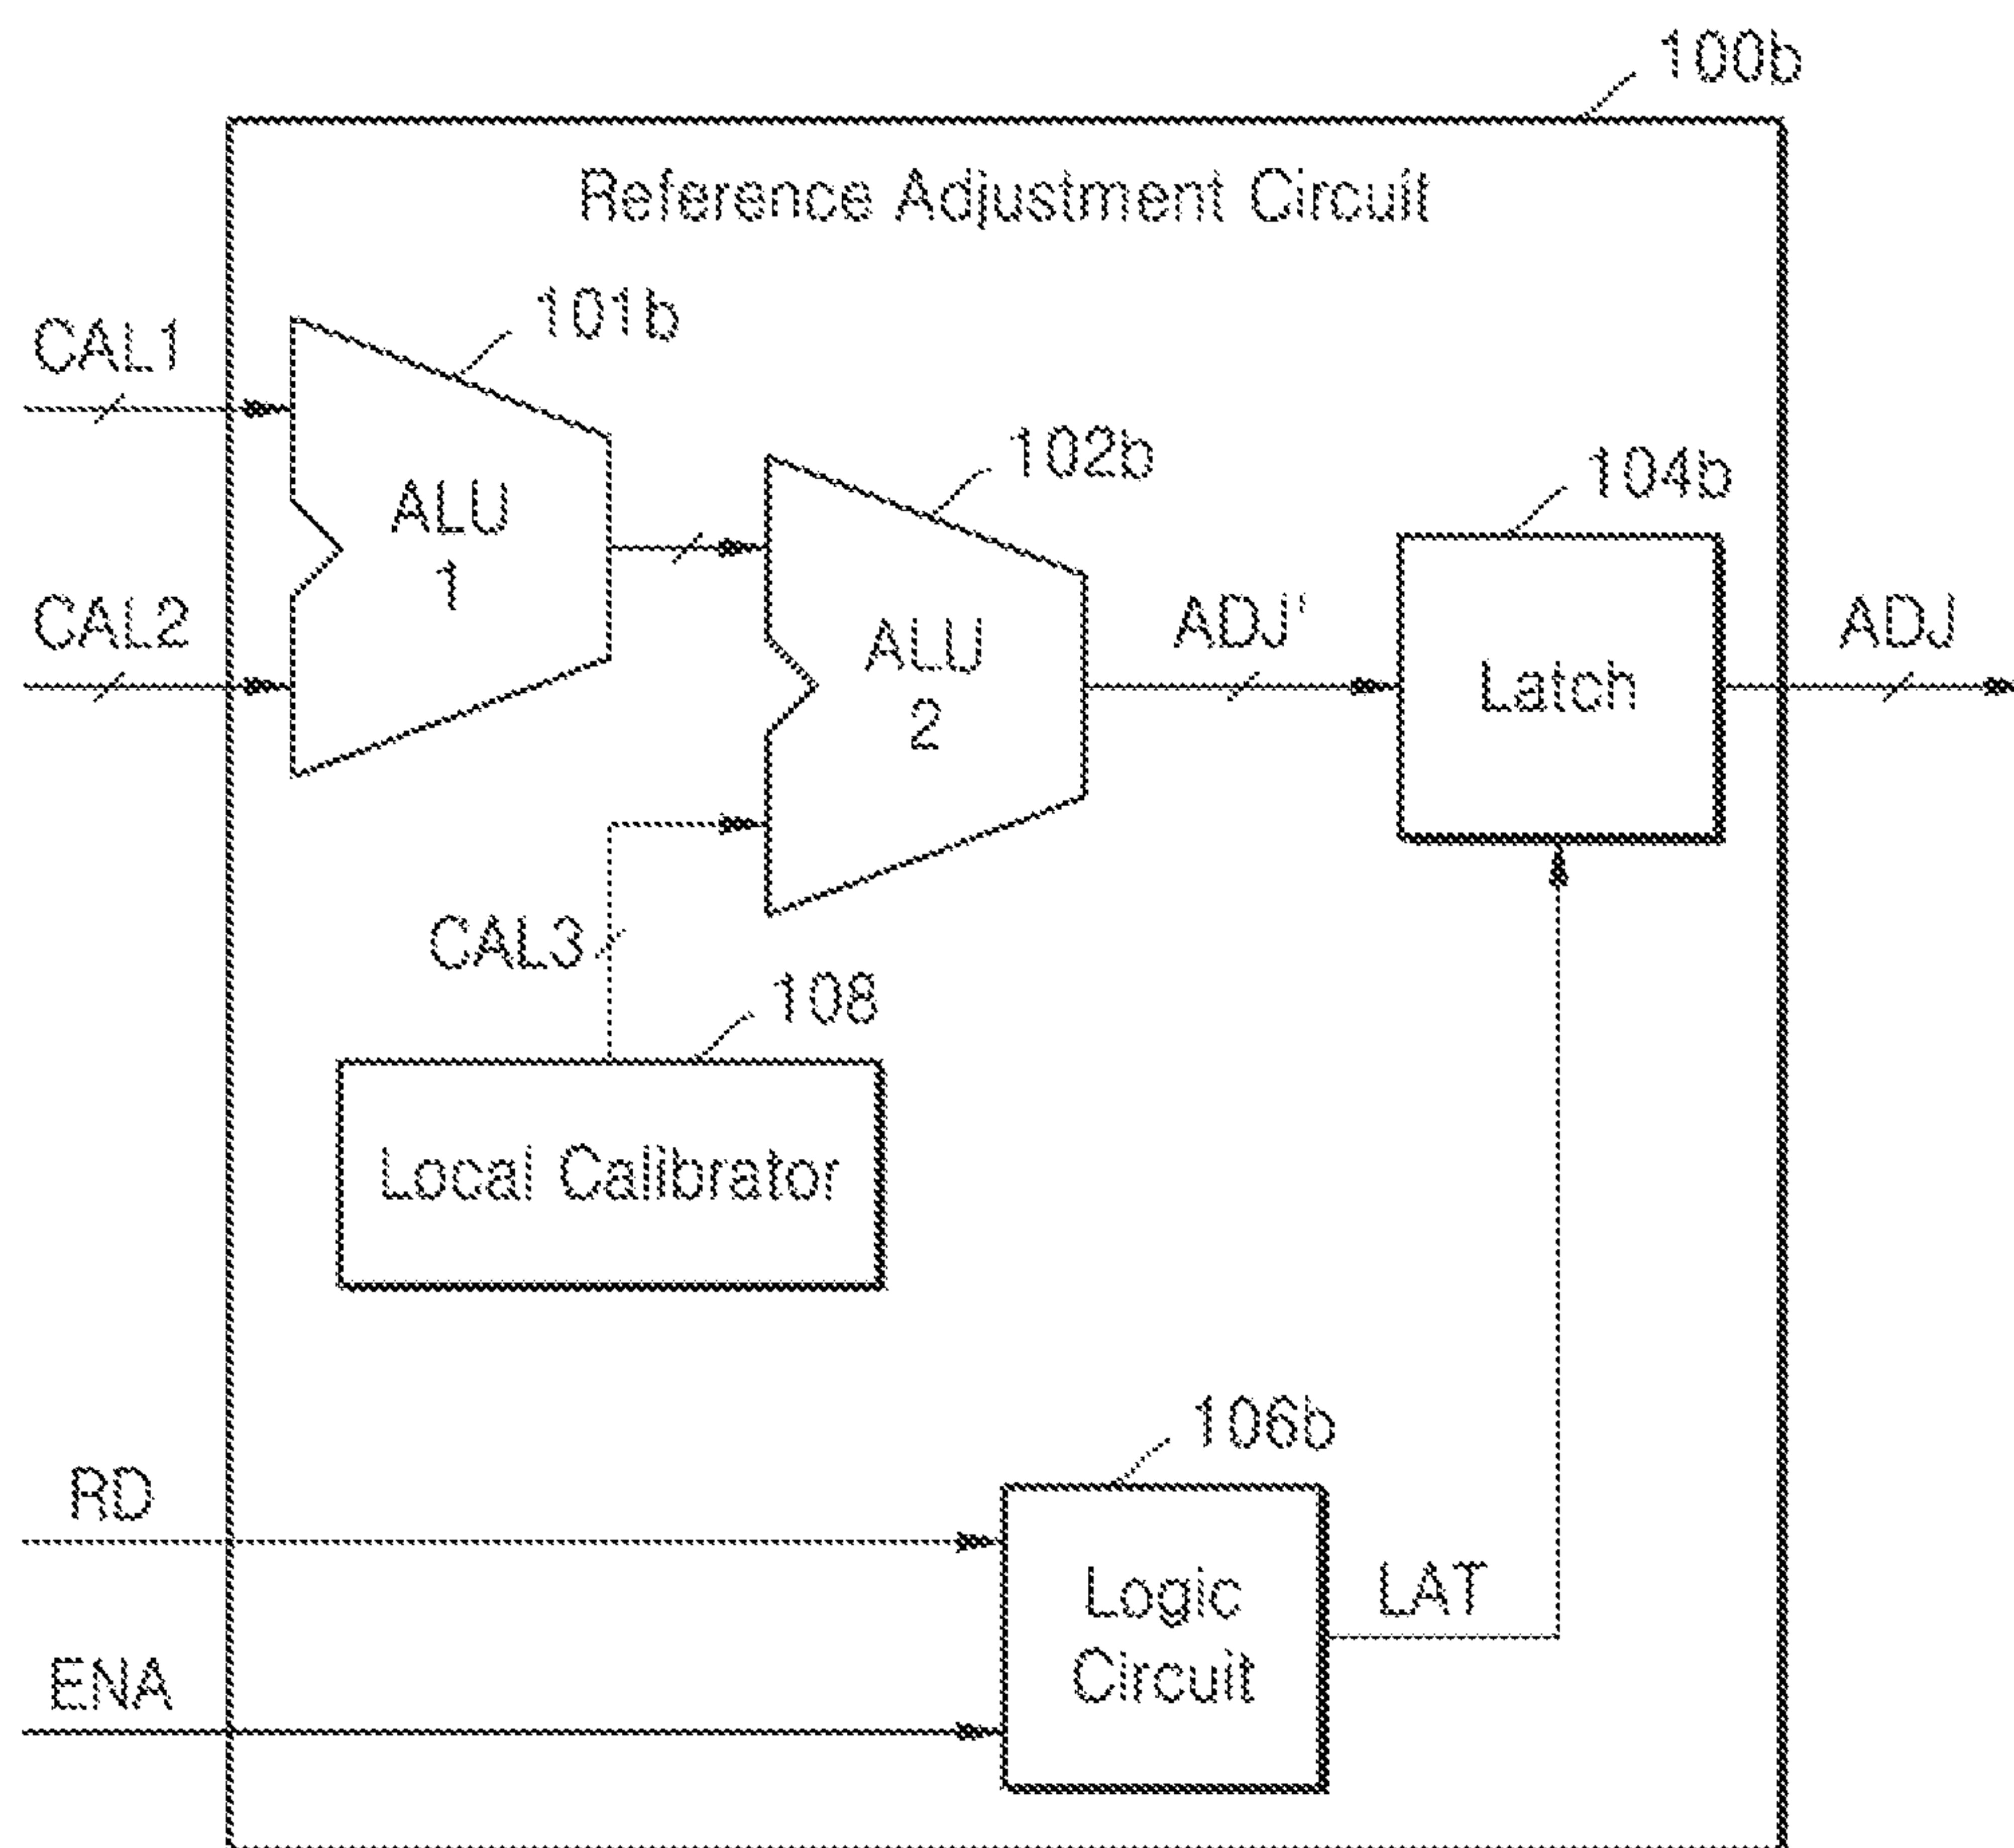 100b
Reference Adjustment Circuit
CAL1
101b
ALU
1
CAL2
102b
ALU
2
ADJ'
104b
Latch
ADJ
CAL3
108
Local Calibrator
RD
106b
Logic
Circuit
LAT
ENA